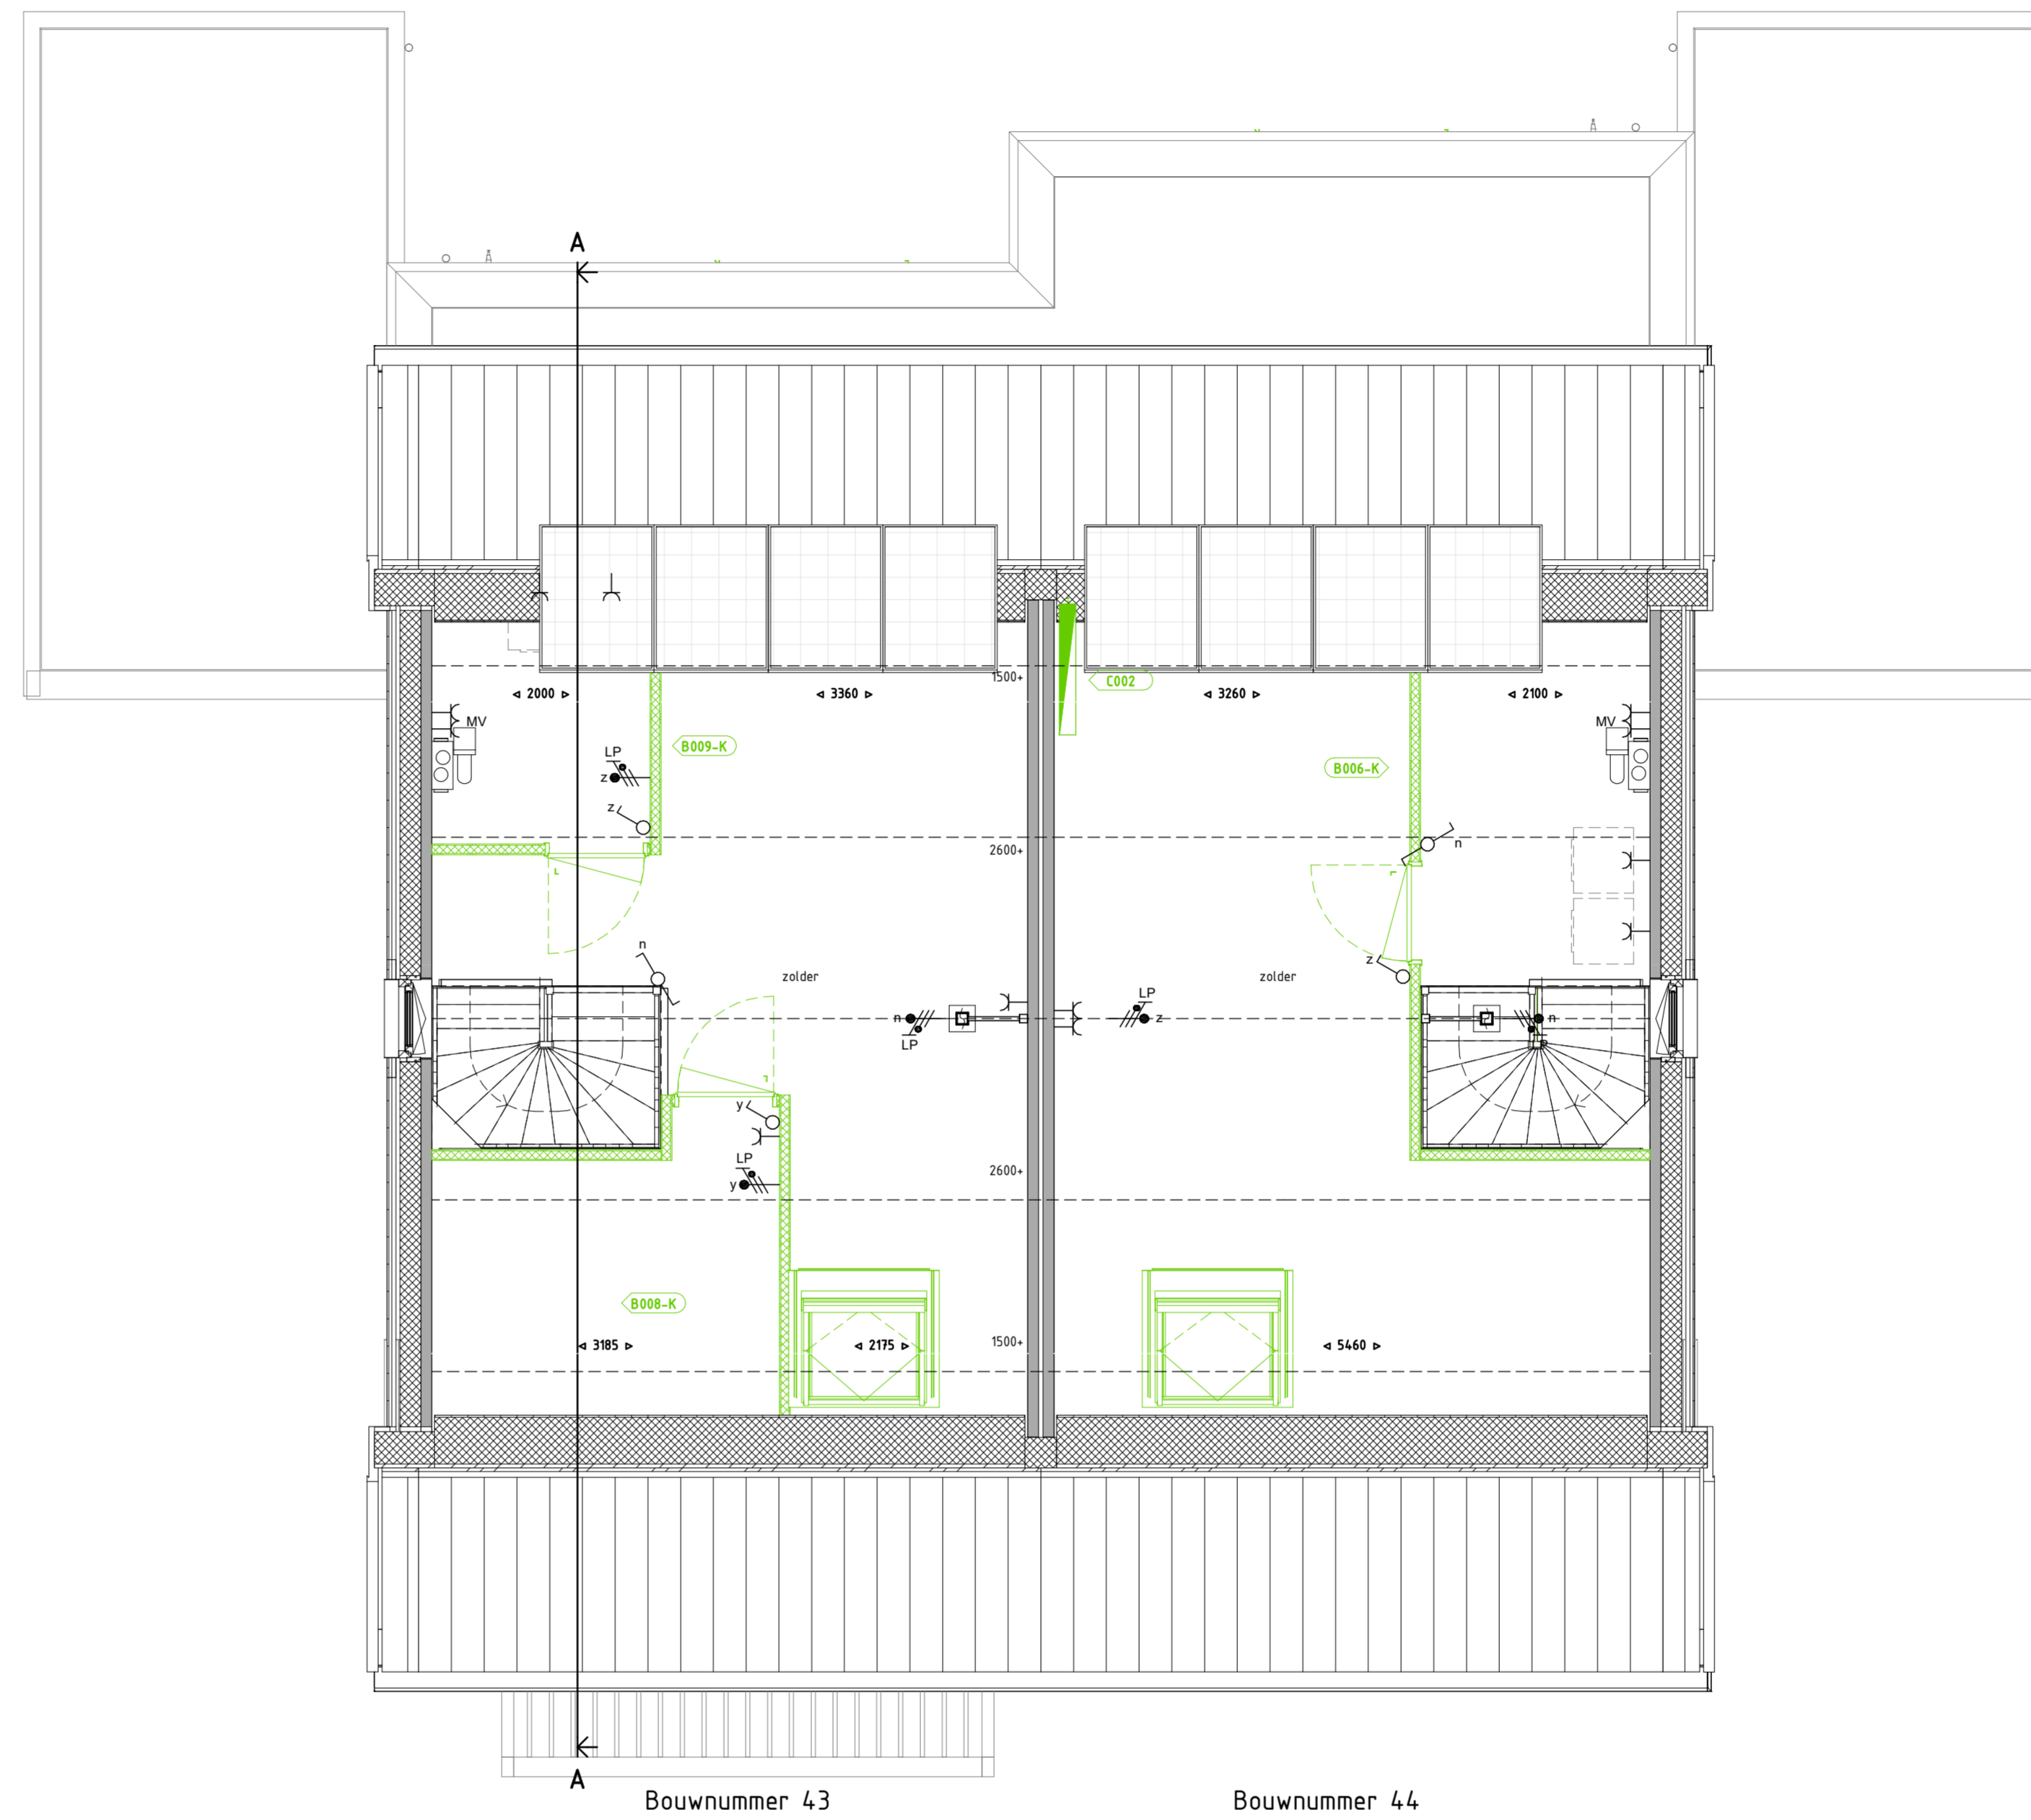 A
1500+
C002
◁ 2000 ▷
◁ 3360 ▷
◁ 3260 ▷
◁ 2100 ▷
MV
MV
B009-K
LP
z
B006-K
z
n
2600+
n
z
zolder
zolder
LP
n
LP
z
n
y
LP
y
2600+
B008-K
◁ 3185 ▷
◁ 2175 ▷
1500+
◁ 5460 ▷
A
Bouwnummer 43
Bouwnummer 44